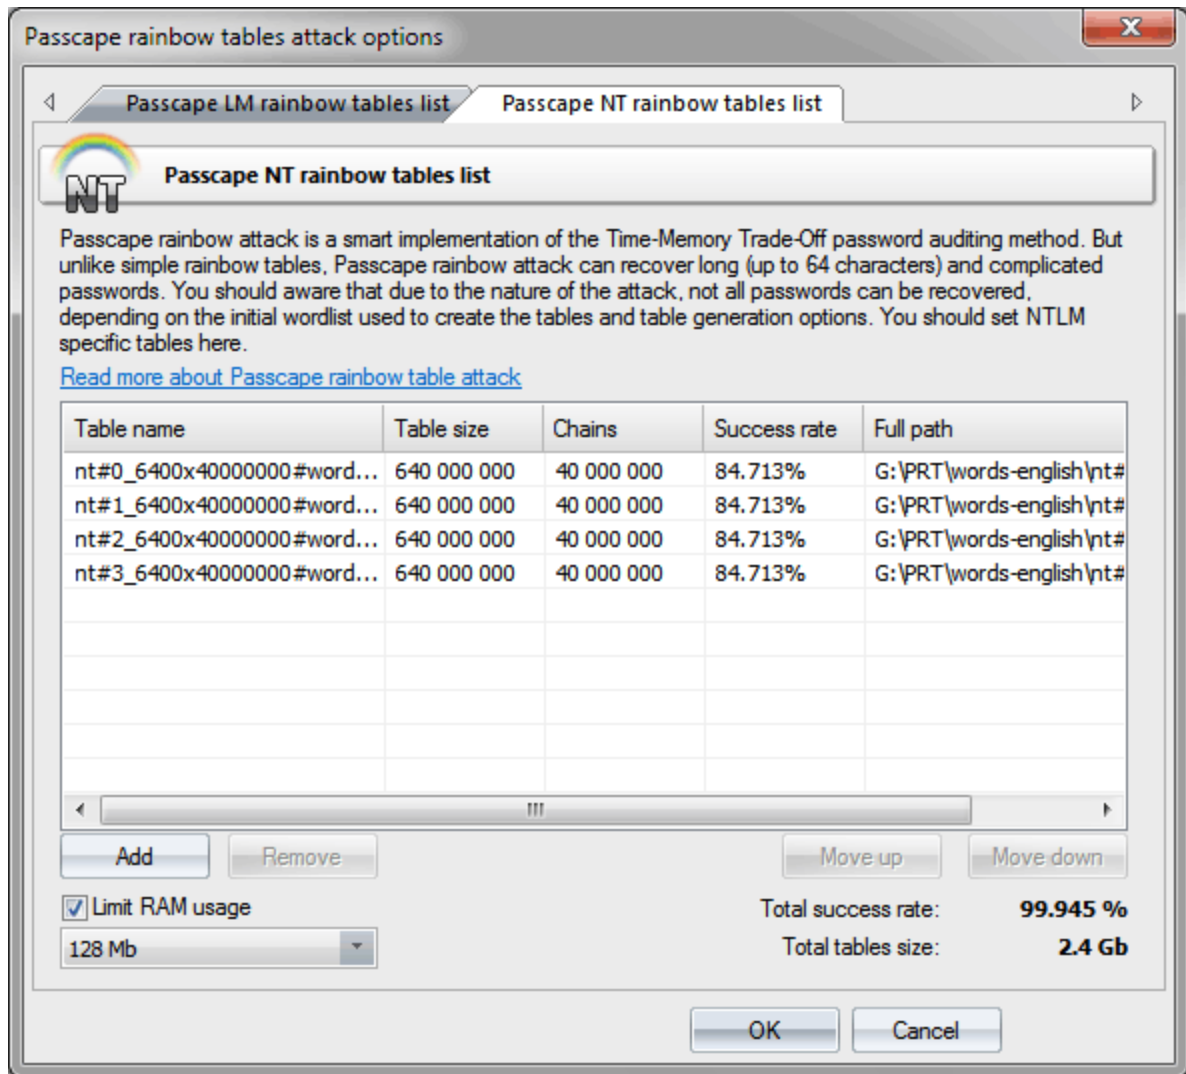 Passcape rainbow tables attack options
Passcape LM rainbow tables list
Passcape NT rainbow tables list
NT
Passcape NT rainbow tables list
Passcape rainbow attack is a smart implementation of the Time-Memory Trade-Off password auditing method. But
unlike simple rainbow tables, Passcape rainbow attack can recover long (up to 64 characters) and complicated
passwords. You should aware that due to the nature of the attack, not all passwords can be recovered,
depending on the initial wordlist used to create the tables and table generation options. You should set NTLM
specific tables here.
Read more about Passcape rainbow table attack
Table name Table size Chains Success rate Full path
nt#0_6400x40000000#word... 640 000 000 40 000 000 84.713% G:\PRT\words-english\nt#
nt#1_6400x40000000#word... 640 000 000 40 000 000 84.713% G:\PRT\words-english\nt#
nt#2_6400x40000000#word... 640 000 000 40 000 000 84.713% G:\PRT\words-english\nt#
nt#3_6400x40000000#word... 640 000 000 40 000 000 84.713% G:\PRT\words-english\nt#
Add Remove Move up Move down
Limit RAM usage Total success rate: 99.945 %
128 Mb Total tables size: 2.4 Gb
OK Cancel